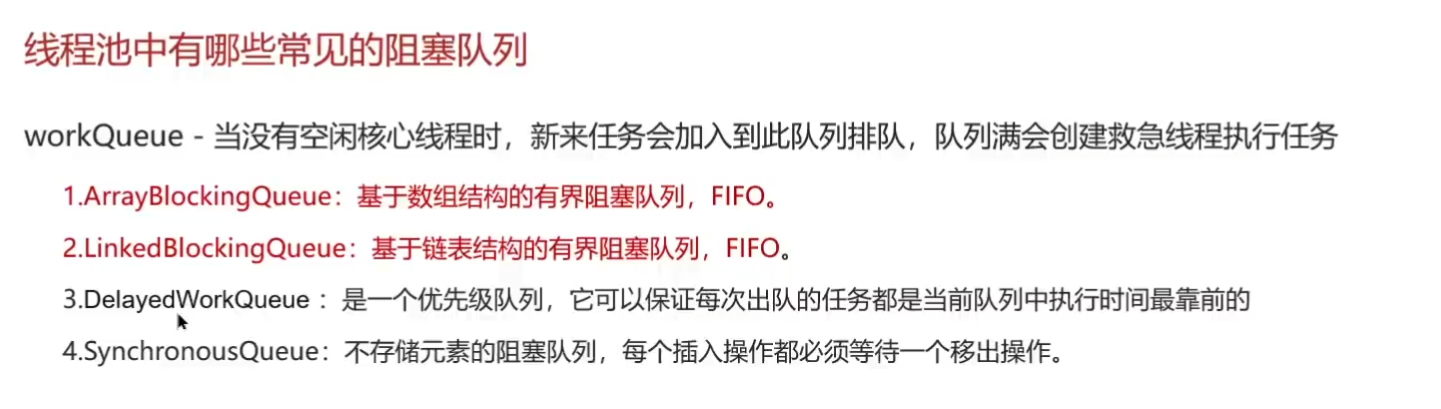 线程池中有哪些常见的阻塞队列
workQueue - 当没有空闲核心线程时，新来任务会加入到此队列排队，队列满会创建救急线程执行任务
1.ArrayBlockingQueue：基于数组结构的有界阻塞队列，FIFO。
2.LinkedBlockingQueue：基于链表结构的有界阻塞队列，FIFO。
3.DelayedWorkQueue ：是一个优先级队列，它可以保证每次出队的任务都是当前队列中执行时间最靠前的
4.SynchronousQueue：不存储元素的阻塞队列，每个插入操作都必须等待一个移出操作。